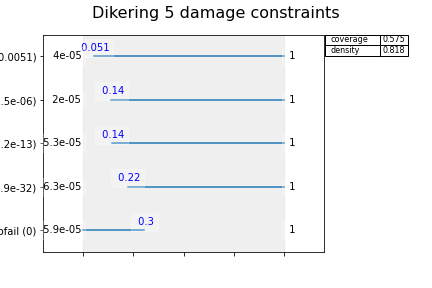 Dikering 5 damage constraints
coverage 0.575
density 0.818
0.0051) 4e-05 0.051 1
.5e-06) 2e-05 0.14 1
.2e-13) -5.3e-05 0.14 1
.9e-32) -6.3e-05 0.22 1
pfail (0) -5.9e-05 0.3 1